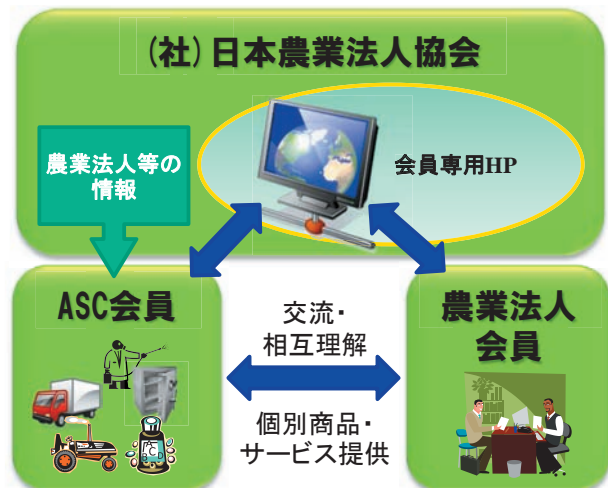 (社)日本農業法人協会
農業法人等の
情報
会員専用HP
ASC会員
交流・
相互理解
個別商品・
サービス提供
農業法人
会員